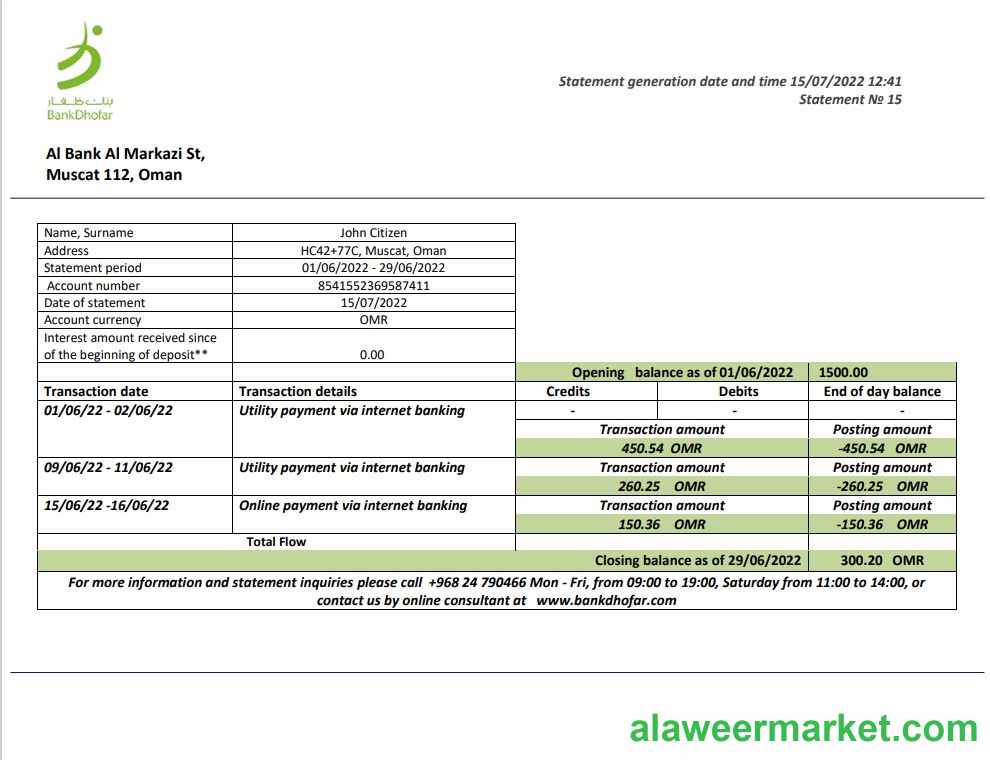 بنك ظفار
BankDhofar
Statement generation date and time 15/07/2022 12:41
Statement № 15
Al Bank Al Markazi St,
Muscat 112, Oman
Name, Surname John Citizen
Address HC42+77C, Muscat, Oman
Statement period 01/06/2022 - 29/06/2022
Account number 8541552369587411
Date of statement 15/07/2022
Account currency OMR
Interest amount received since
of the beginning of deposit** 0.00
Opening balance as of 01/06/2022 1500.00
Transaction date Transaction details Credits Debits End of day balance
01/06/22 - 02/06/22 Utility payment via internet banking - - -
Transaction amount Posting amount
450.54 OMR -450.54 OMR
09/06/22 - 11/06/22 Utility payment via internet banking Transaction amount Posting amount
260.25 OMR -260.25 OMR
15/06/22 -16/06/22 Online payment via internet banking Transaction amount Posting amount
150.36 OMR -150.36 OMR
Total Flow
Closing balance as of 29/06/2022 300.20 OMR
For more information and statement inquiries please call +968 24 790466 Mon - Fri, from 09:00 to 19:00, Saturday from 11:00 to 14:00, or
contact us by online consultant at www.bankdhofar.com
alaweermarket.com